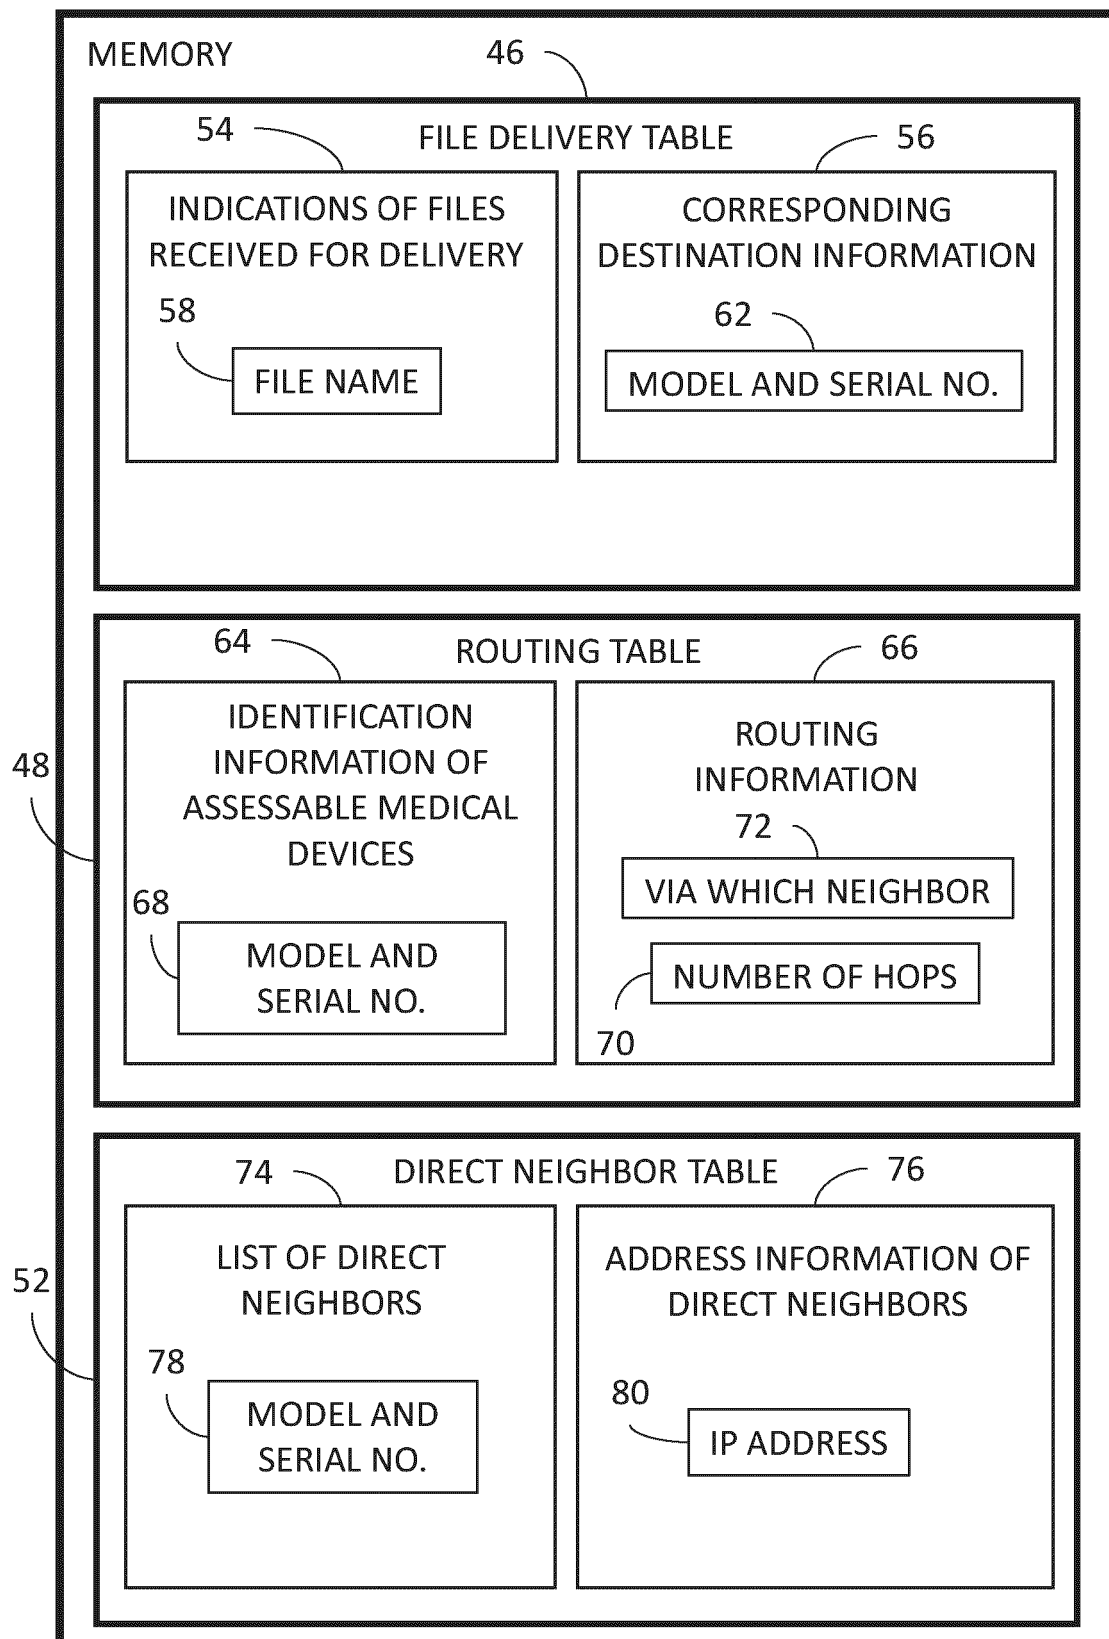 MEMORY
46
FILE DELIVERY TABLE
54
56
INDICATIONS OF FILES
RECEIVED FOR DELIVERY
58
FILE NAME
CORRESPONDING
DESTINATION INFORMATION
62
MODEL AND SERIAL NO.
48
ROUTING TABLE
64
66
IDENTIFICATION
INFORMATION OF
ASSESSABLE MEDICAL
DEVICES
68
MODEL AND
SERIAL NO.
ROUTING
INFORMATION
72
VIA WHICH NEIGHBOR
NUMBER OF HOPS
70
52
DIRECT NEIGHBOR TABLE
74
76
LIST OF DIRECT
NEIGHBORS
78
MODEL AND
SERIAL NO.
ADDRESS INFORMATION OF
DIRECT NEIGHBORS
80
IP ADDRESS